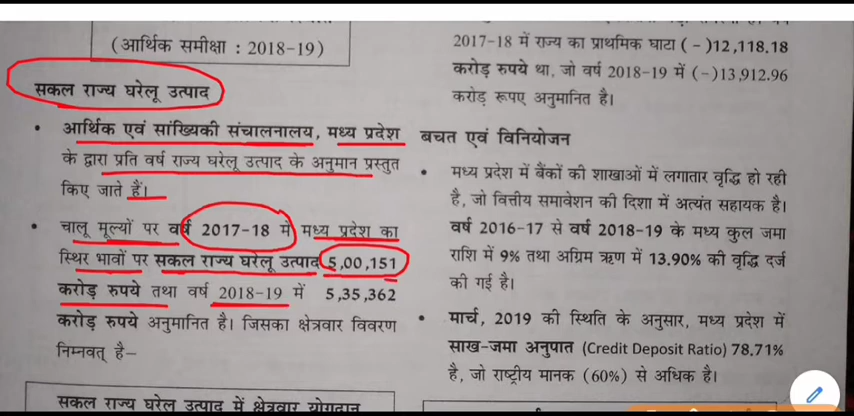 (आर्थिक समीक्षा : 2018-19)
सकल राज्य घरेलू उत्पाद
• आर्थिक एवं सांख्यिकी संचालनालय, मध्य प्रदेश
के द्वारा प्रति वर्ष राज्य घरेलू उत्पाद के अनुमान प्रस्तुत
किए जाते हैं।
• चालू मूल्यों पर वर्ष 2017-18 में मध्य प्रदेश का
स्थिर भावों पर सकल राज्य घरेलू उत्पाद 5,00,151
करोड़ रुपये तथा वर्ष 2018-19 में 5,35,362
करोड़ रुपये अनुमानित है। जिसका क्षेत्रवार विवरण
निम्नवत् है–
सकल राज्य घरेलू उत्पाद में क्षेत्रवार योगदान
2017-18 में राज्य का प्राथमिक घाटा (-)12,118.18
करोड़ रुपये था, जो वर्ष 2018-19 में (-)13,912.96
करोड़ रूपए अनुमानित है।
बचत एवं विनियोजन
• मध्य प्रदेश में बैंकों की शाखाओं में लगातार वृद्धि हो रही
है, जो वित्तीय समावेशन की दिशा में अत्यंत सहायक है।
वर्ष 2016-17 से वर्ष 2018-19 के मध्य कुल जमा
राशि में 9% तथा अग्रिम ऋण में 13.90% की वृद्धि दर्ज
की गई है।
• मार्च, 2019 की स्थिति के अनुसार, मध्य प्रदेश में
साख-जमा अनुपात (Credit Deposit Ratio) 78.71%
है, जो राष्ट्रीय मानक (60%) से अधिक है।